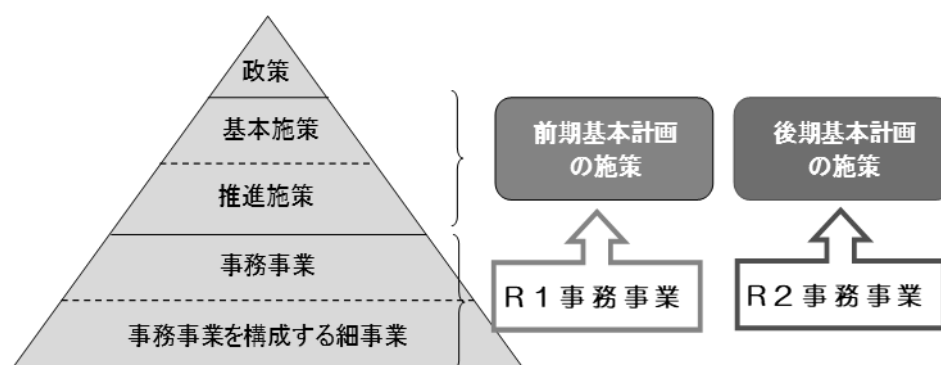 政策
基本施策
推進施策
事務事業
事務事業を構成する細事業
前期基本計画
の施策
後期基本計画
の施策
R1事務事業
R2事務事業